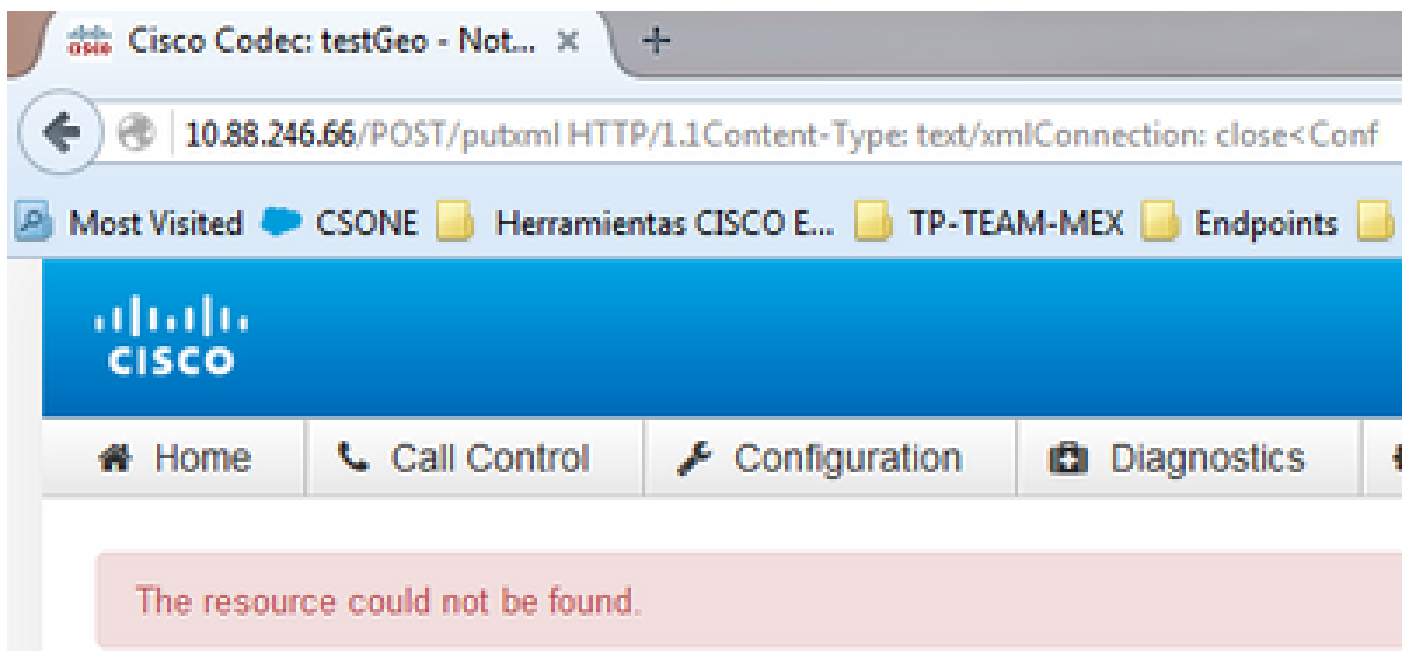 Cisco Codec: testGeo - Not... × +
10.88.246.66/POST/putxml HTTP/1.1Content-Type: text/xmlConnection: close<Conf
Most Visited CSONE Herramientas CISCO E... TP-TEAM-MEX Endpoints
CISCO
Home Call Control Configuration Diagnostics
The resource could not be found.